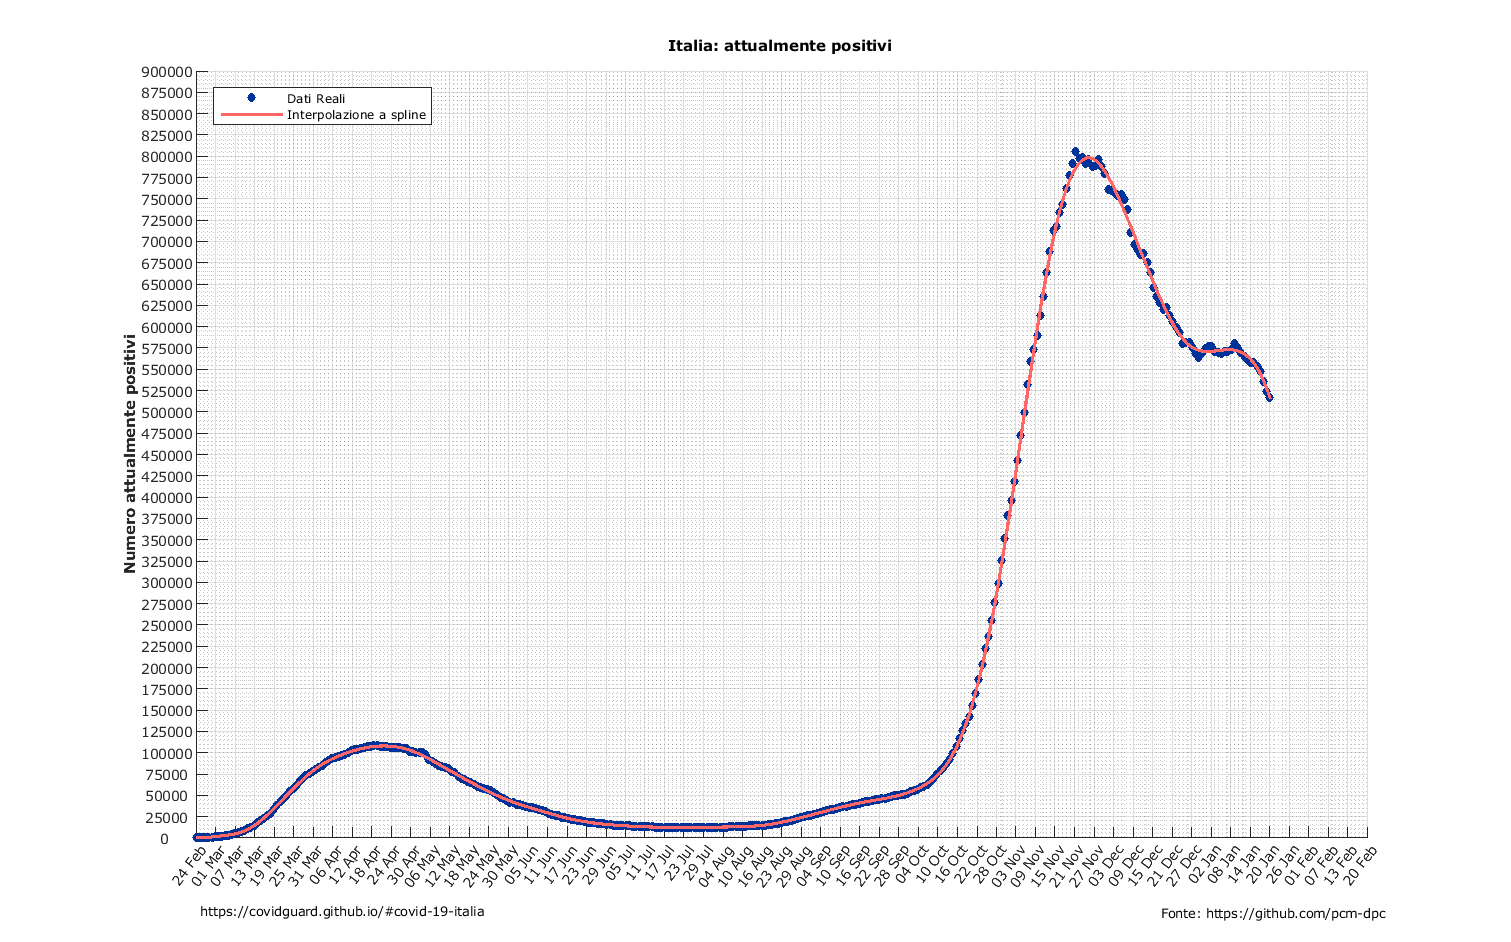 Italia: attualmente positivi
900000
875000
850000
825000
800000
775000
750000
725000
700000
675000
650000
625000
600000
575000
550000
525000
500000
475000
450000
425000
400000
375000
350000
325000
300000
275000
250000
225000
200000
175000
150000
125000
100000
75000
50000
25000
0
Numero attualmente positivi
Dati Reali
Interpolazione a spline
24 Feb
01 Mar
07 Mar
13 Mar
19 Mar
25 Mar
31 Mar
06 Apr
12 Apr
18 Apr
24 Apr
30 Apr
06 May
12 May
18 May
24 May
30 May
05 Jun
11 Jun
17 Jun
23 Jun
29 Jun
05 Jul
11 Jul
17 Jul
23 Jul
29 Jul
04 Aug
10 Aug
16 Aug
23 Aug
29 Aug
04 Sep
10 Sep
16 Sep
22 Sep
28 Sep
04 Oct
10 Oct
16 Oct
22 Oct
28 Oct
03 Nov
09 Nov
15 Nov
21 Nov
27 Nov
03 Dec
09 Dec
15 Dec
21 Dec
27 Dec
02 Jan
08 Jan
14 Jan
20 Jan
26 Jan
01 Feb
07 Feb
13 Feb
20 Feb
https://covidguard.github.io/#covid-19-italia
Fonte: https://github.com/pcm-dpc